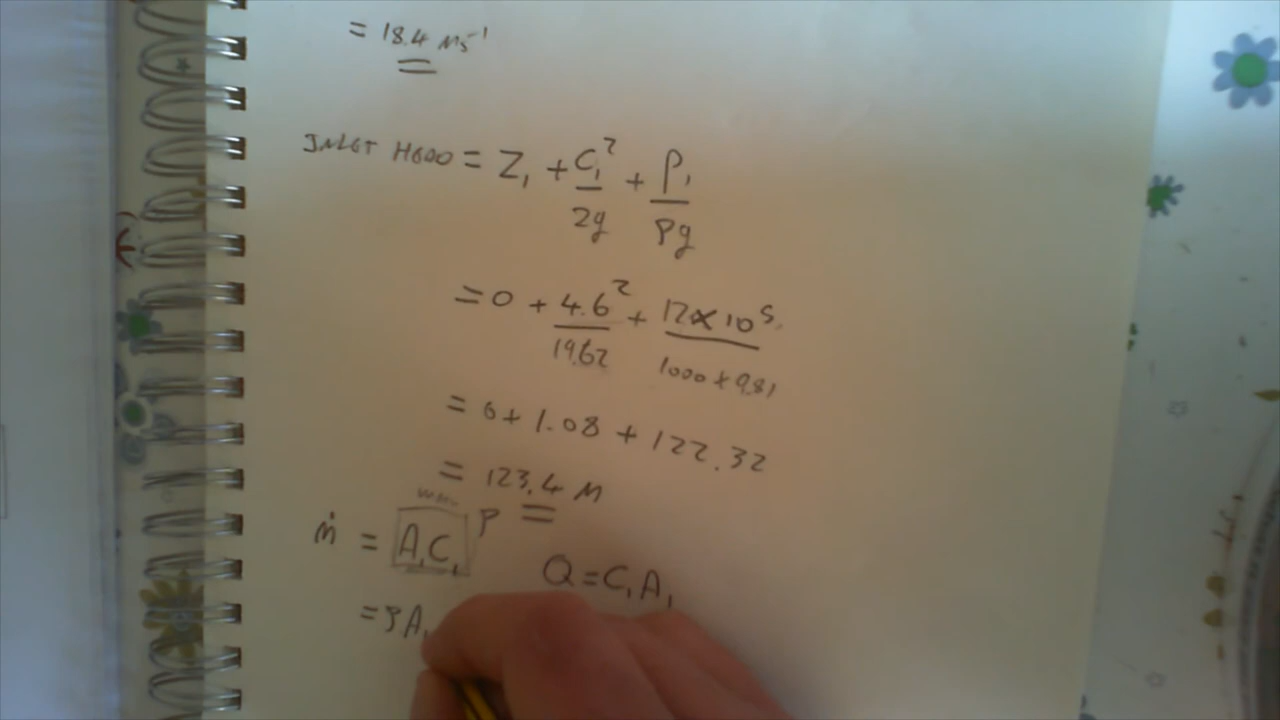 = 18.4 ms⁻¹
INLET HEAD = Z₁ + C₁²/2g + P₁/ρg
= 0 + 4.6²/19.62 + 12×10⁵/1000×9.81
= 0 + 1.08 + 122.32
= 123.4 M
ṁ = A₁C₁ ρ
Q = C₁A₁
= ρA₁